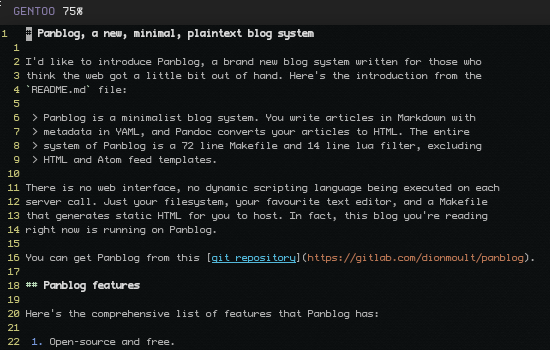 GENTOO 75%
1 # Panblog, a new, minimal, plaintext blog system
1
2 I'd like to introduce Panblog, a brand new blog system written for those who
3 think the web got a little bit out of hand. Here's the introduction from the
4 `README.md` file:
5
6 > Panblog is a minimalist blog system. You write articles in Markdown with
7 > metadata in YAML, and Pandoc converts your articles to HTML. The entire
8 > system of Panblog is a 72 line Makefile and 14 line lua filter, excluding
9 > HTML and Atom feed templates.
10
11 There is no web interface, no dynamic scripting language being executed on each
12 server call. Just your filesystem, your favourite text editor, and a Makefile
13 that generates static HTML for you to host. In fact, this blog you're reading
14 right now is running on Panblog.
15
16 You can get Panblog from this [git repository](https://gitlab.com/dionmoult/panblog).
17
18 ## Panblog features
19
20 Here's the comprehensive list of features that Panblog has:
21
22 1. Open-source and free.